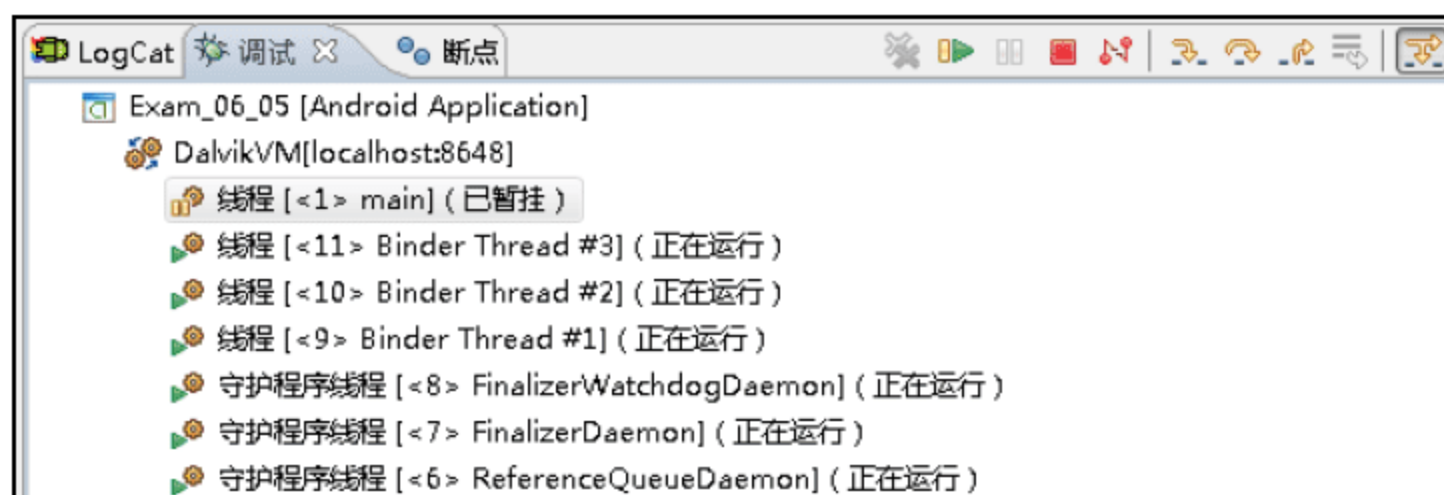 LogCat 调试 断点
Exam_06_05 [Android Application]
DalvikVM[localhost:8648]
线程 [<1> main] ( 已暂挂 )
线程 [<11> Binder Thread #3] ( 正在运行 )
线程 [<10> Binder Thread #2] ( 正在运行 )
线程 [<9> Binder Thread #1] ( 正在运行 )
守护程序线程 [<8> FinalizerWatchdogDaemon] ( 正在运行 )
守护程序线程 [<7> FinalizerDaemon] ( 正在运行 )
守护程序线程 [<6> ReferenceQueueDaemon] ( 正在运行 )